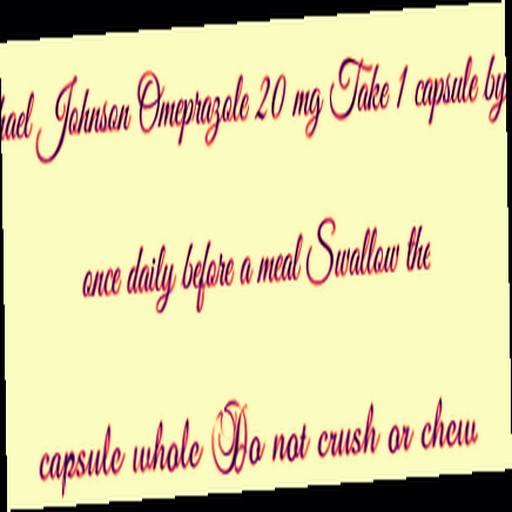 hael Johnson Omeprazole 20 mg Take 1 capsule by
once daily before a meal Swallow the
capsule whole Do not crush or chew